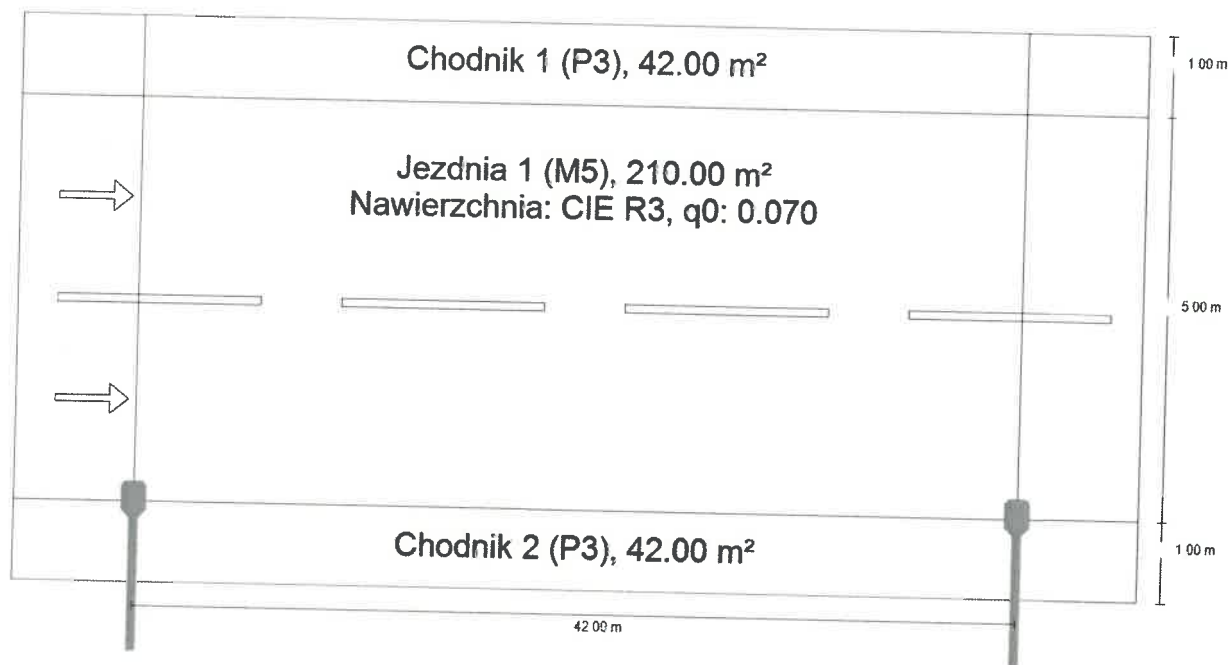 Chodnik 1 (P3), 42.00 m²
1 00 m
Jezdnia 1 (M5), 210.00 m²
Nawierzchnia: CIE R3, q0: 0.070
5 00 m
Chodnik 2 (P3), 42.00 m²
1 00 m
42 00 m